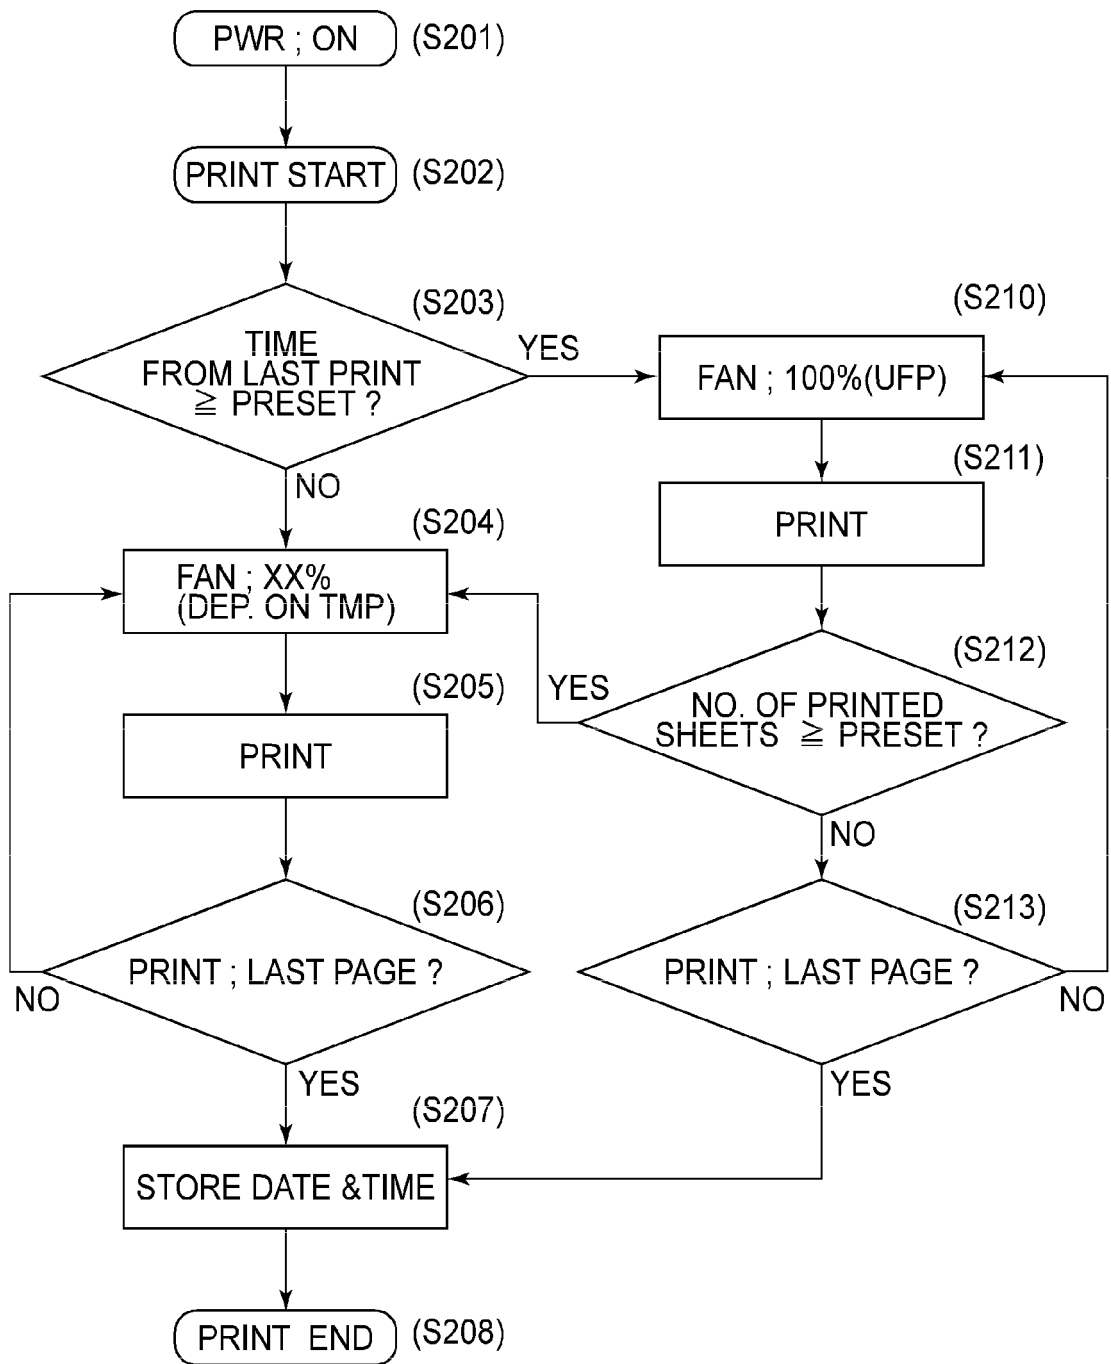 PWR ; ON (S201)
PRINT START (S202)
(S203)
TIME
FROM LAST PRINT
≧ PRESET ?
YES
NO
(S210)
FAN ; 100%(UFP)
(S211)
PRINT
(S204)
FAN ; XX%
(DEP. ON TMP)
(S212)
NO. OF PRINTED
SHEETS ≧ PRESET ?
YES
NO
(S205)
PRINT
(S206)
PRINT ; LAST PAGE ?
NO
YES
(S213)
PRINT ; LAST PAGE ?
NO
YES
(S207)
STORE DATE &TIME
PRINT END (S208)